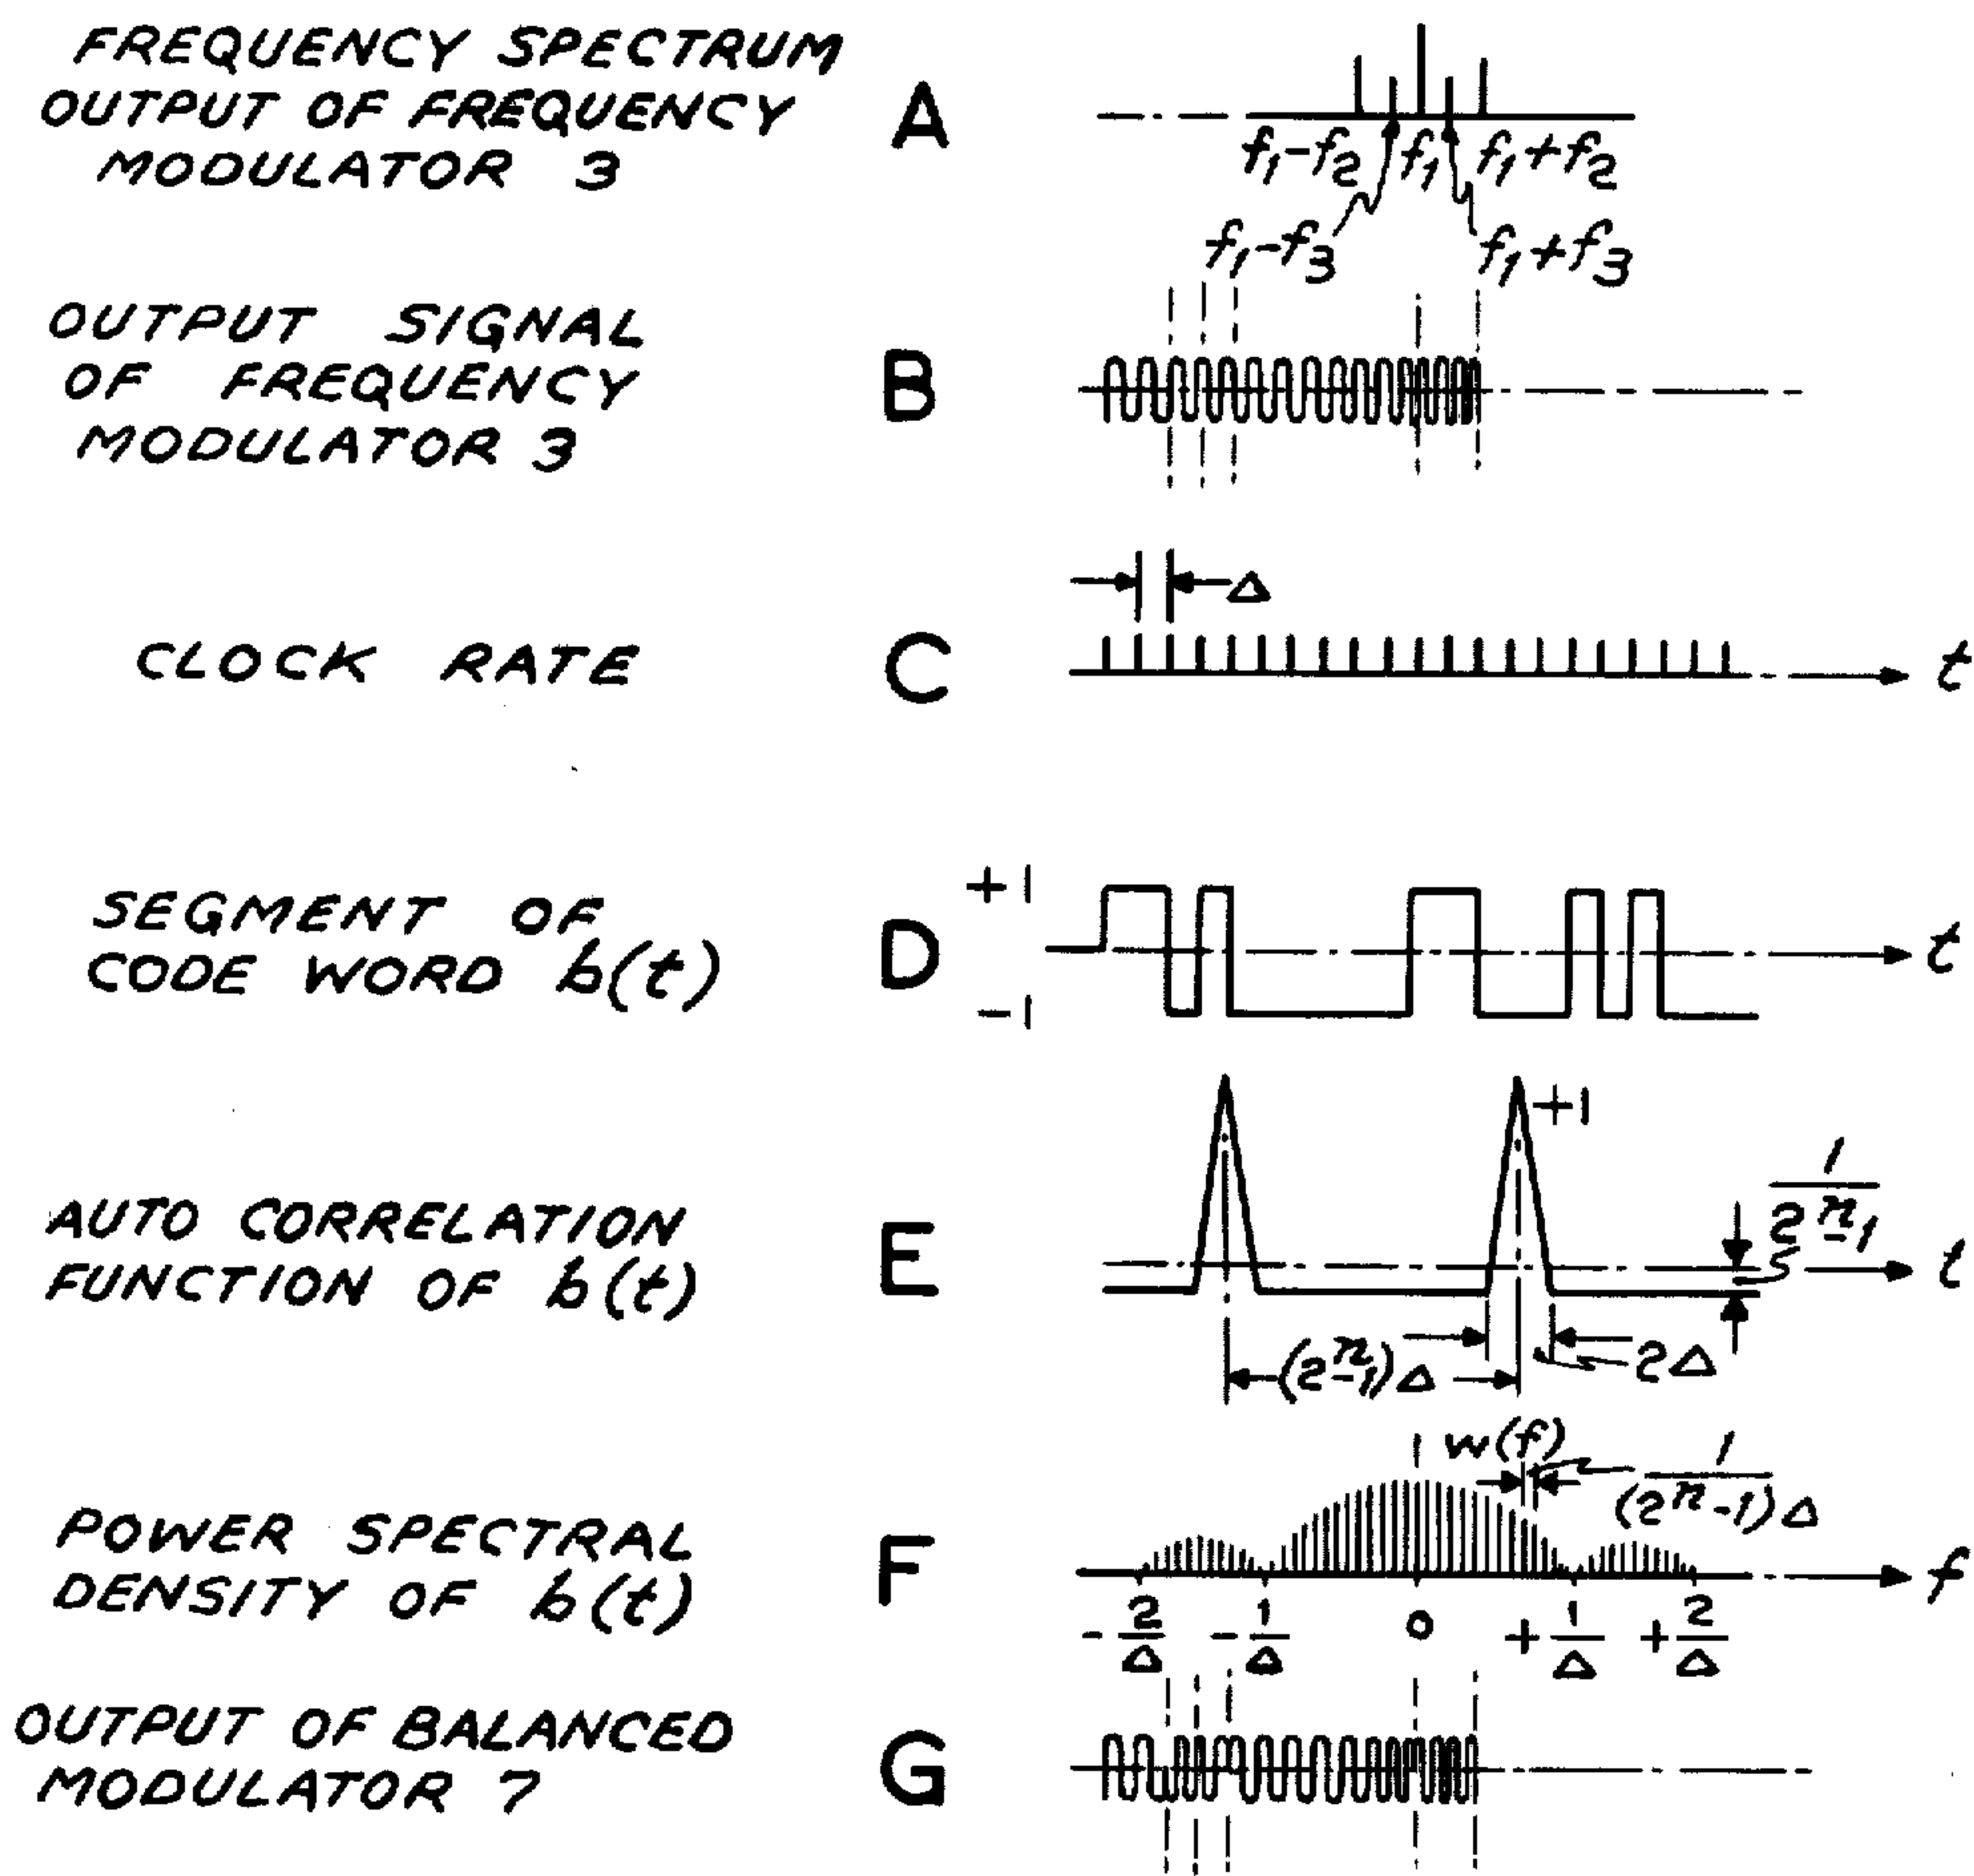 FREQUENCY SPECTRUM
OUTPUT OF FREQUENCY
MODULATOR 3
A
f₁-f₂ f₁ f₁+f₂
f₁-f₃ f₁+f₃
OUTPUT SIGNAL
OF FREQUENCY
MODULATOR 3
B
Δ
CLOCK RATE
C
t
SEGMENT OF
CODE WORD b(t)
D
+1
-1
t
AUTO CORRELATION
FUNCTION OF b(t)
E
+1
1
2ⁿ-1
t
(2ⁿ-1)Δ
2Δ
POWER SPECTRAL
DENSITY OF b(t)
F
w(f)
1
(2ⁿ-1)Δ
f
-2/Δ -1/Δ 0 +1/Δ +2/Δ
OUTPUT OF BALANCED
MODULATOR 7
G